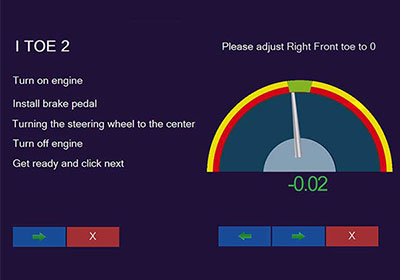 I TOE 2
Turn on engine
Install brake pedal
Turning the steering wheel to the center
Turn off engine
Get ready and click next
X
Please adjust Right Front toe to 0
-0.02
X